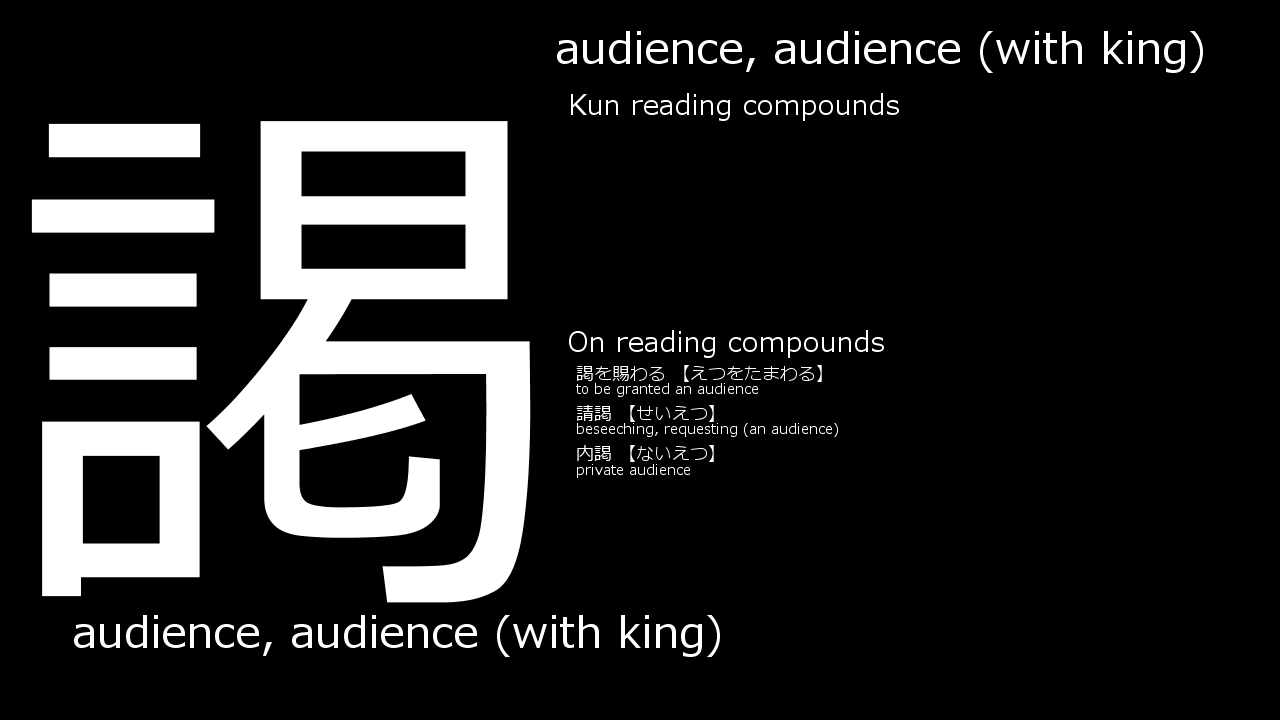 謁
audience, audience (with king)
Kun reading compounds
On reading compounds
謁を賜わる 【えつをたまわる】
to be granted an audience
請謁 【せいえつ】
beseeching, requesting (an audience)
内謁 【ないえつ】
private audience
audience, audience (with king)